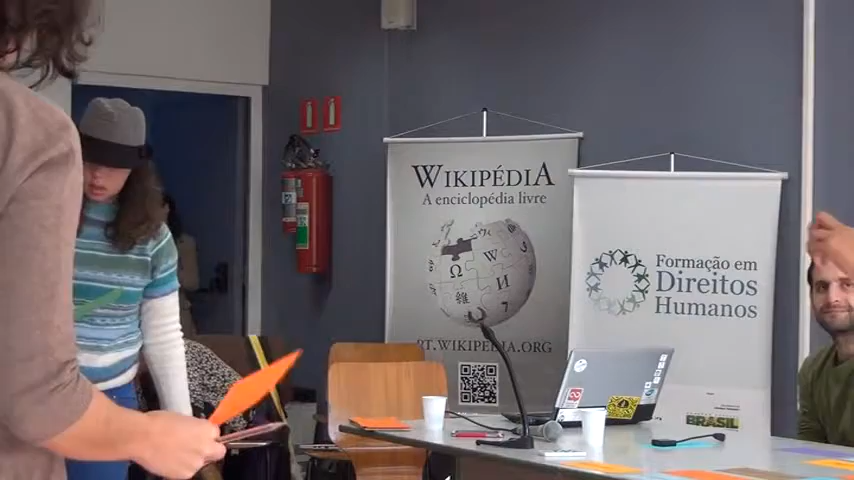 WIKIPÉDIA
A enciclopédia livre
PT.WIKIPEDIA.ORG
Formação em
Direitos
Humanos
BRASIL